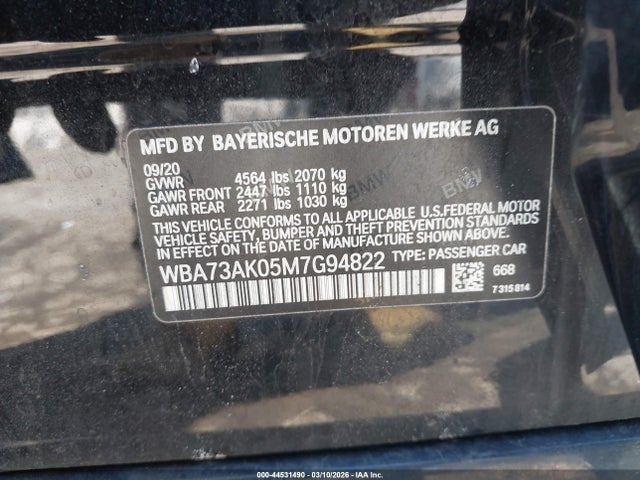 MFD BY BAYERISCHE MOTOREN WERKE AG
09/20
GVWR 4564 lbs 2070 kg
GAWR FRONT 2447 lbs 1110 kg
GAWR REAR 2271 lbs 1030 kg
THIS VEHICLE CONFORMS TO ALL APPLICABLE U.S.FEDERAL MOTOR
VEHICLE SAFETY, BUMPER, AND THEFT PREVENTION STANDARDS
IN EFFECT ON THE DATE OF MANUFACTURE SHOWN ABOVE.
WBA73AK05M7G94822 TYPE: PASSENGER CAR
668
7315814
000-44531490 - 03/10/2026 - IAA Inc.